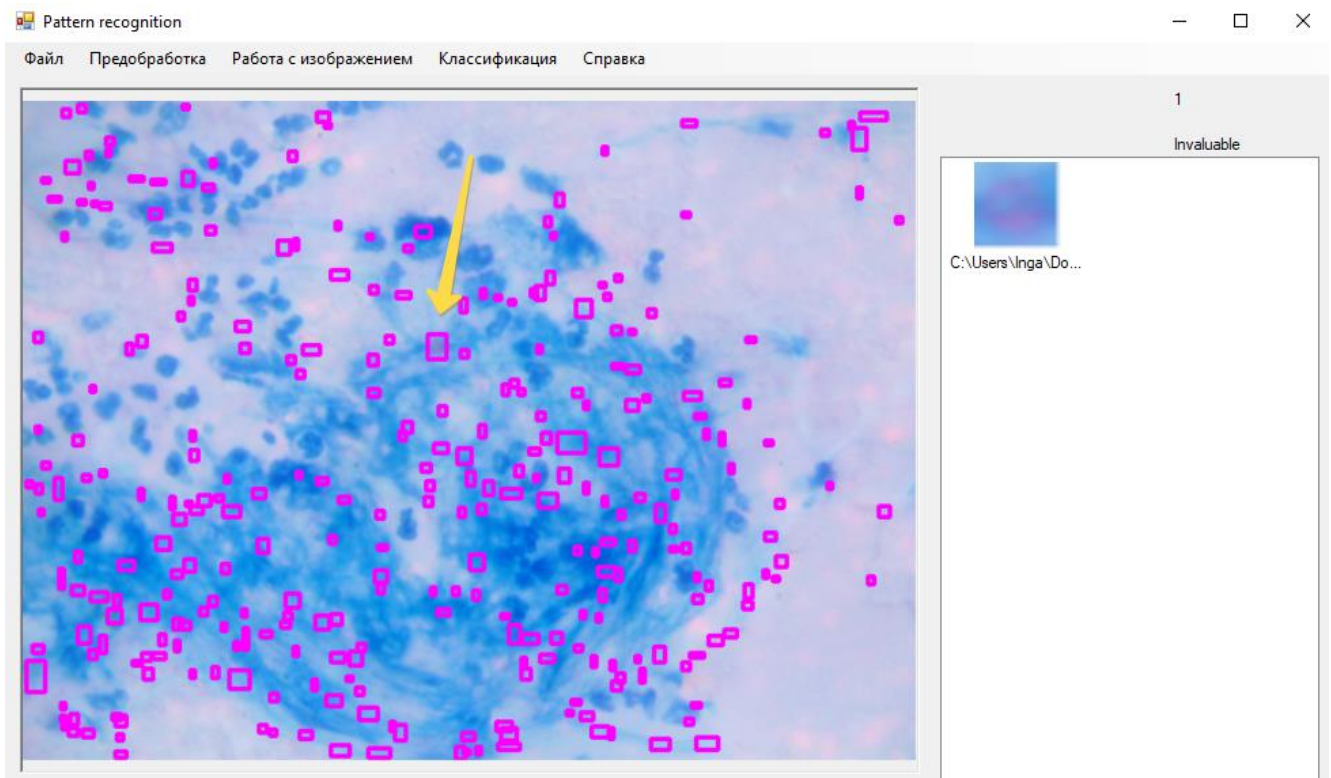 Pattern recognition
Файл Предобработка Работа с изображением Классификация Справка
1
Invaluable
C:\Users\Inga\Do...